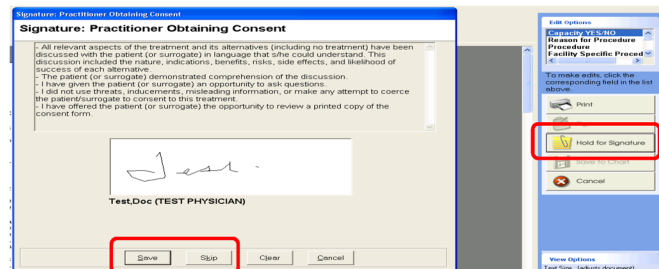 Signature: Practitioner Obtaining Consent
Signature: Practitioner Obtaining Consent
- All relevant aspects of the treatment and its alternatives (including no treatment) have been
discussed with the patient (or surrogate) in language that s/he could understand. This
discussion included the nature, indications, benefits, risks, side effects, and likelihood of
success of each alternative.
- The patient (or surrogate) demonstrated comprehension of the discussion.
- I have given the patient (or surrogate) an opportunity to ask questions.
- I did not use threats, inducements, misleading information, or make any attempt to coerce
the patient/surrogate to consent to this treatment.
- I have offered the patient (or surrogate) the opportunity to review a printed copy of the
consent form.
Test.
Test,Doc (TEST PHYSICIAN)
Save Skip Clear Cancel
Edit Options
Capacity YES/NO
Reason for Procedure
Procedure
Facility Specific Proced
To make edits, click the
corresponding field in the list
above.
Print
Hold for Signature
Save to Chart
Cancel
View Options
Text Size (adjusts document)